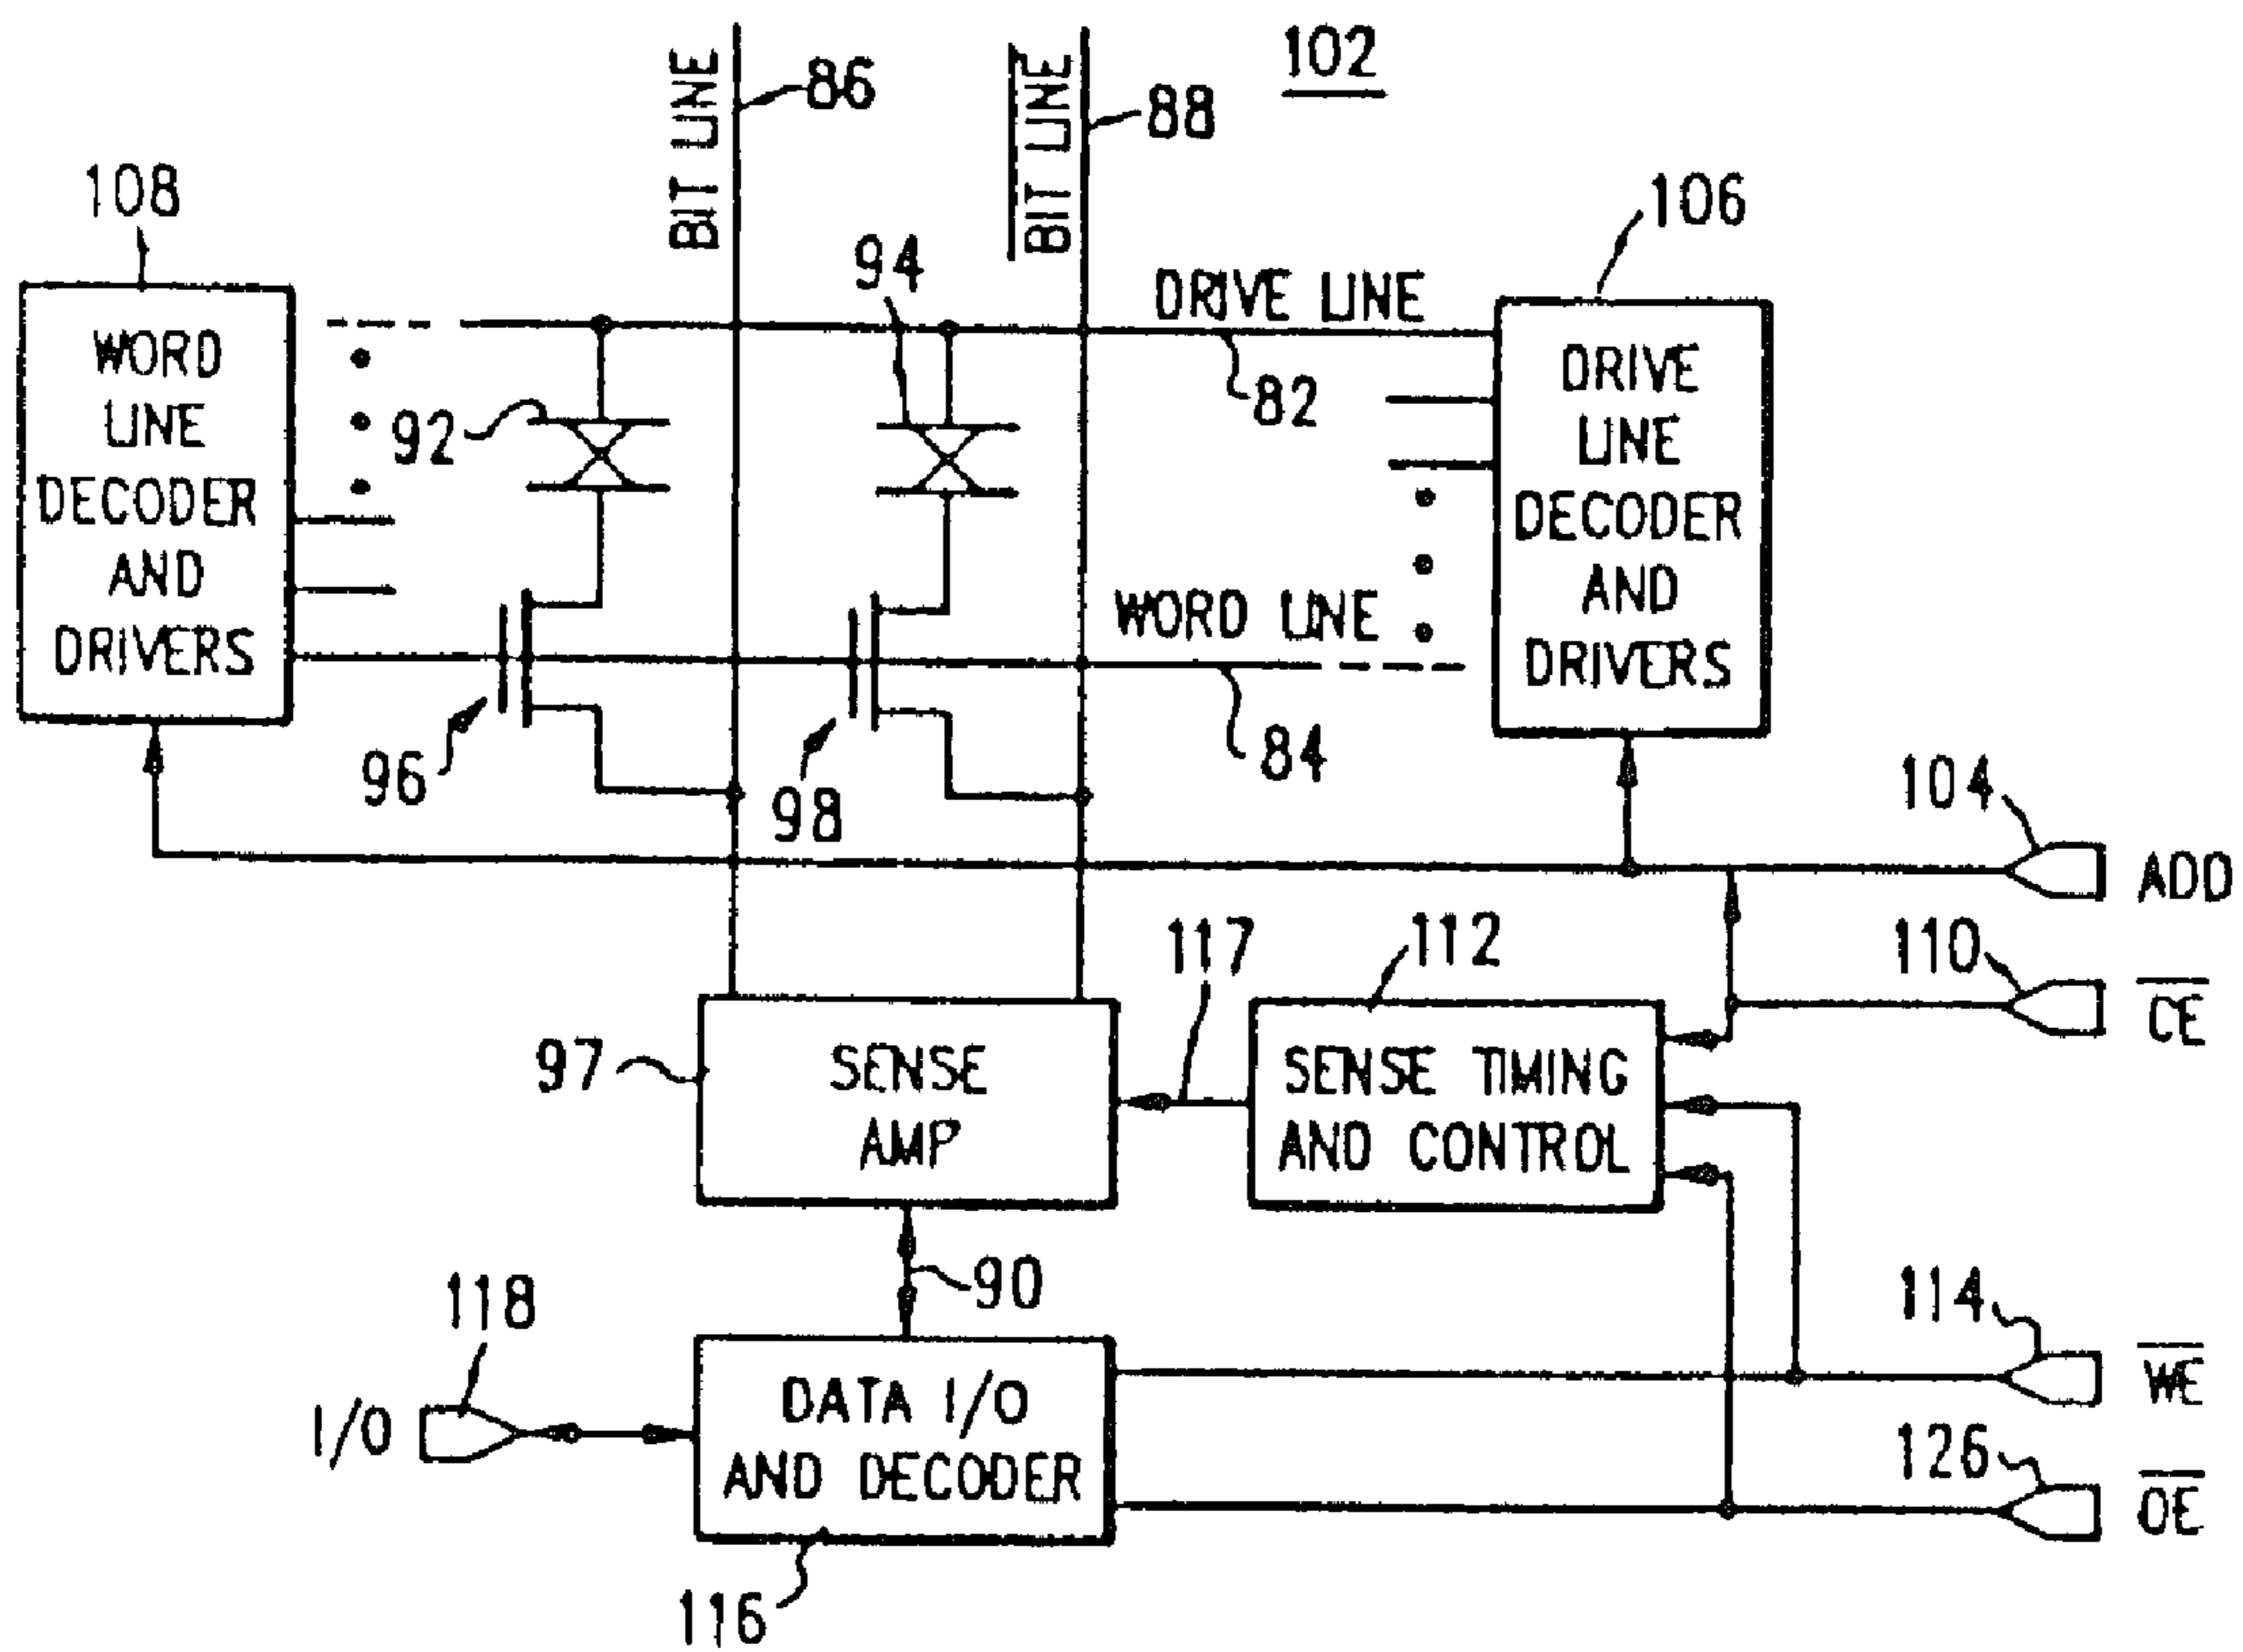 102
BIT LINE
86
BIT LINE
88
108
106
94
DRIVE LINE
82
92
WORD
LINE
DECODER
AND
DRIVERS
DRIVE
LINE
DECODER
AND
DRIVERS
WORD LINE
84
96
98
104
ADD
117
112
110
CE
97
SENSE
AMP
SENSE TIMING
AND CONTROL
90
118
I/O
DATA I/O
AND DECODER
114
WE
126
OE
116